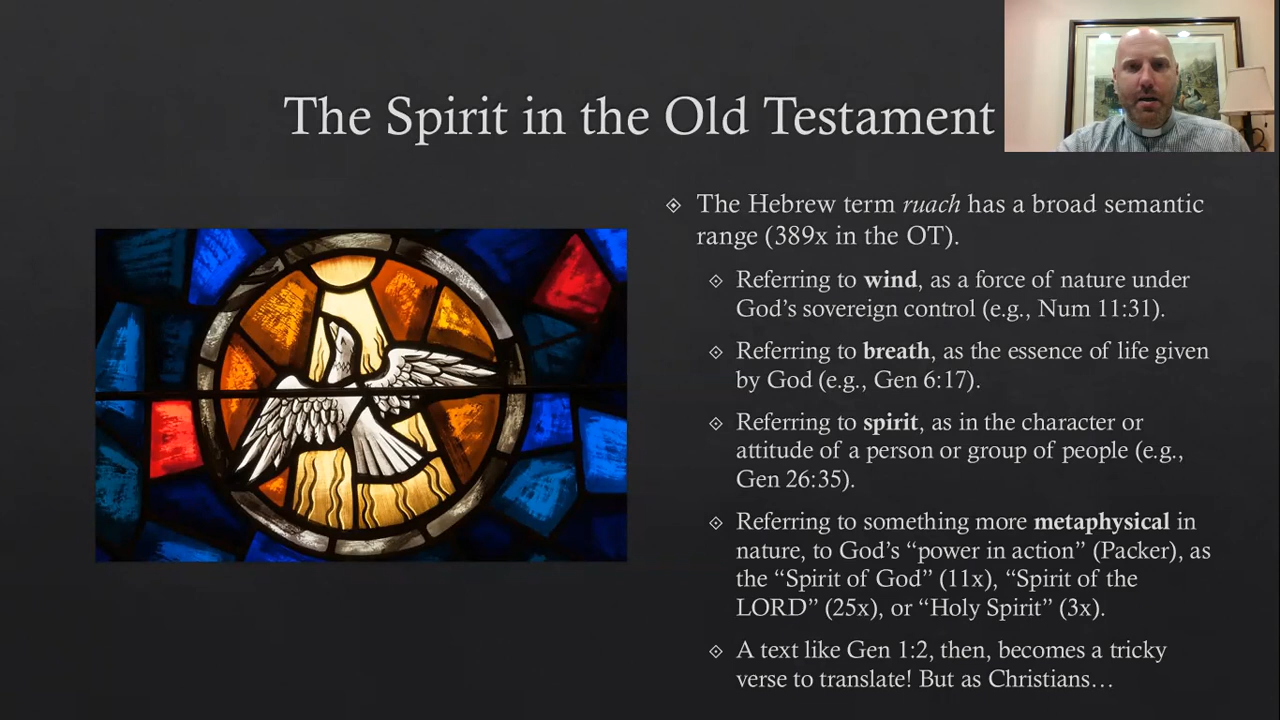 The Spirit in the Old Testament
The Hebrew term ruach has a broad semantic
range (389x in the OT).
Referring to wind, as a force of nature under
God’s sovereign control (e.g., Num 11:31).
Referring to breath, as the essence of life given
by God (e.g., Gen 6:17).
Referring to spirit, as in the character or
attitude of a person or group of people (e.g.,
Gen 26:35).
Referring to something more metaphysical in
nature, to God’s “power in action” (Packer), as
the “Spirit of God” (11x), “Spirit of the
LORD” (25x), or “Holy Spirit” (3x).
A text like Gen 1:2, then, becomes a tricky
verse to translate! But as Christians…